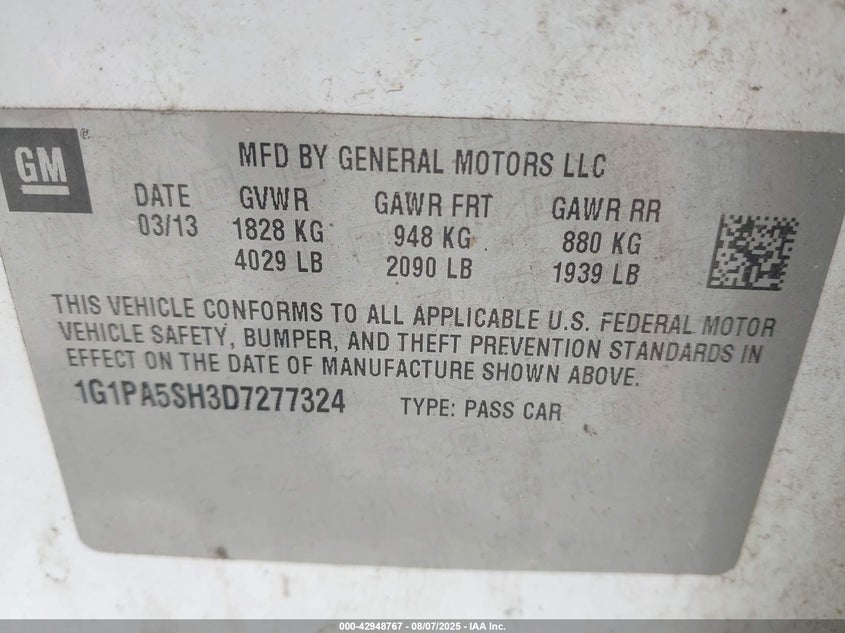 GM®
MFD BY GENERAL MOTORS LLC
DATE GVWR GAWR FRT GAWR RR
03/13 1828 KG 948 KG 880 KG
4029 LB 2090 LB 1939 LB
THIS VEHICLE CONFORMS TO ALL APPLICABLE U.S. FEDERAL MOTOR
VEHICLE SAFETY, BUMPER, AND THEFT PREVENTION STANDARDS IN
EFFECT ON THE DATE OF MANUFACTURE SHOWN ABOVE.
1G1PA5SH3D7277324 TYPE: PASS CAR
000-42948767 - 08/07/2025 - IAA Inc.